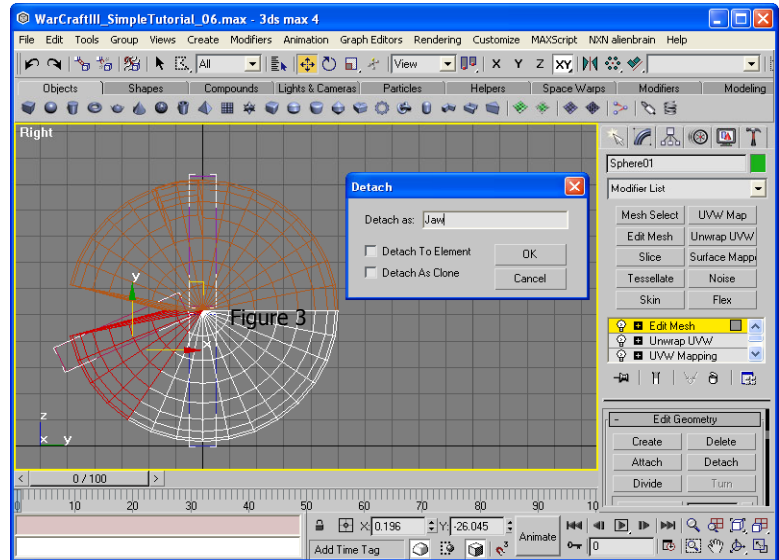 WarCraftIII_SimpleTutorial_06.max - 3ds max 4
File Edit Tools Group Views Create Modifiers Animation Graph Editors Rendering Customize MAXScript NXN alienbrain Help
All View X Y Z XY
Objects Shapes Compounds Lights & Cameras Particles Helpers Space Warps Modifiers Modeling
Right
Detach
Detach as: Jaw
Detach To Element
OK
Detach As Clone
Cancel
y
Figure 3
x
z
x y
Sphere01
Modifier List
Mesh Select UVW Map
Edit Mesh Unwrap UVW
Slice Surface Mapp
Tessellate Noise
Skin Flex
Edit Mesh
Unwrap UVW
UVW Mapping
- Edit Geometry
Create Delete
Attach Detach
Divide Turn
< 0 / 100 >
0 10 20 30 40 50 60 70 80 90 10
X: 0.196 Y: -26.045
Animate
Add Time Tag
0